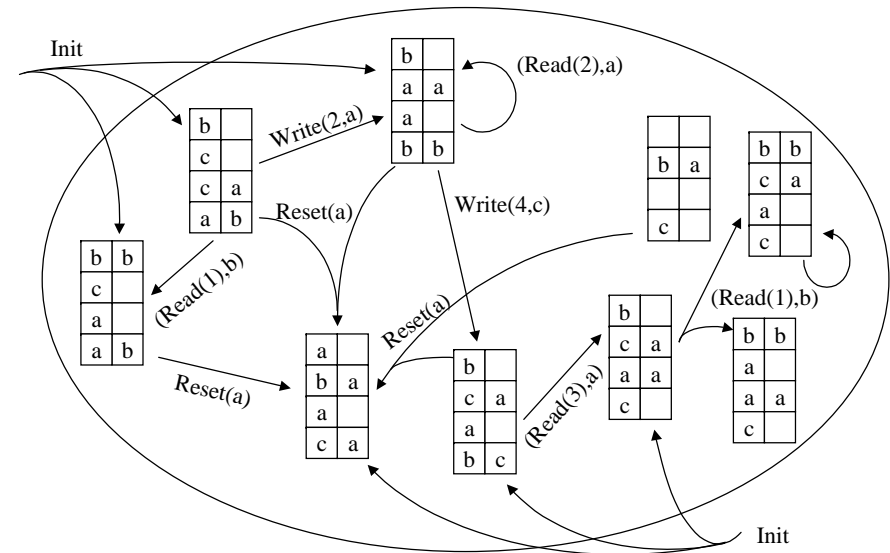 Init
b
a a
a
b b
(Read(2),a)
b
c
c a
a b
Write(2,a)
Reset(a)
Write(4,c)
b a
c
b b
c a
a
c
b b
c
a
a b
(Read(1),b)
Reset(a)
a
b a
a
c a
Reset(a)
b
c a
a
b c
(Read(3),a)
b
c a
a a
c
(Read(1),b)
b b
a
a a
c
Init